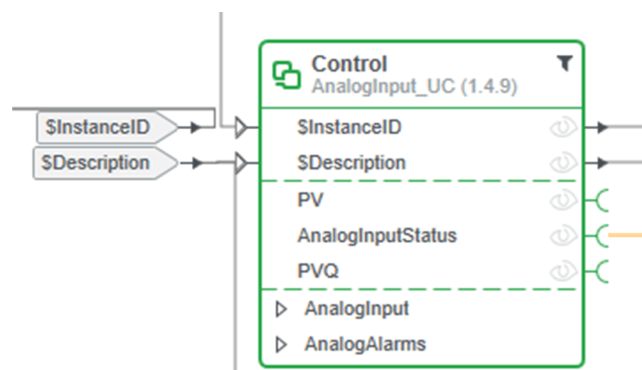 Control
AnalogInput_UC (1.4.9)
$InstanceID
$InstanceID
$Description
$Description
PV
AnalogInputStatus
PVQ
AnalogInput
AnalogAlarms